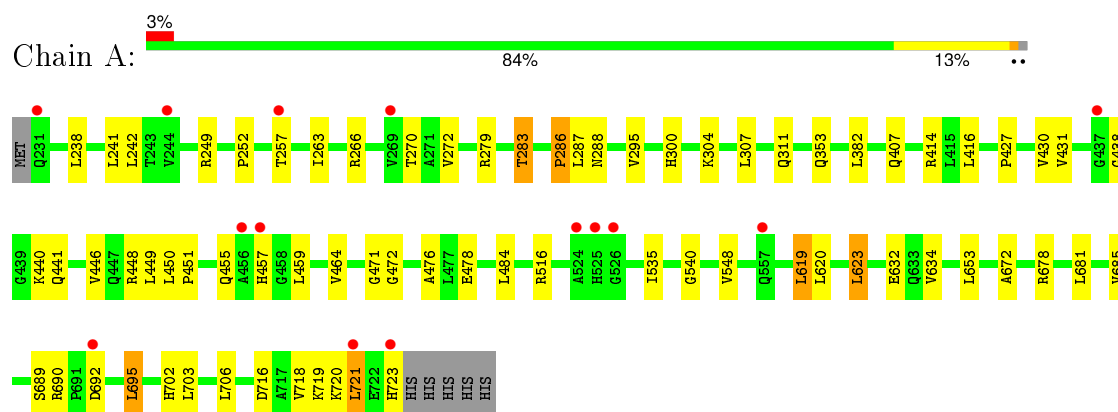 3%
Chain A:
84% 13% ••
MET Q231 L238 L241 L242 T243 V244 R249 P252 T257 I263 R266 V269 T270 A271 V272 R279 T283 P286 L287 N288 V295 H300 K304 L307 Q311 Q353 L382 Q407 R414 L415 L416 P427 V430 V431 G437 G438
G439 K440 Q441 V446 Q447 R448 L449 L450 P451 Q455 A456 H457 G458 L459 V464 G471 G472 A476 L477 E478 L484 R516 A524 H525 G526 I535 G540 V548 Q557 L619 L620 L623 E632 Q633 V634 L653 A672 R678 L681 V685
S689 R690 P691 D692 L695 H702 L703 L706 D716 A717 V718 K719 K720 L721 E722 H723 HIS HIS HIS HIS HIS